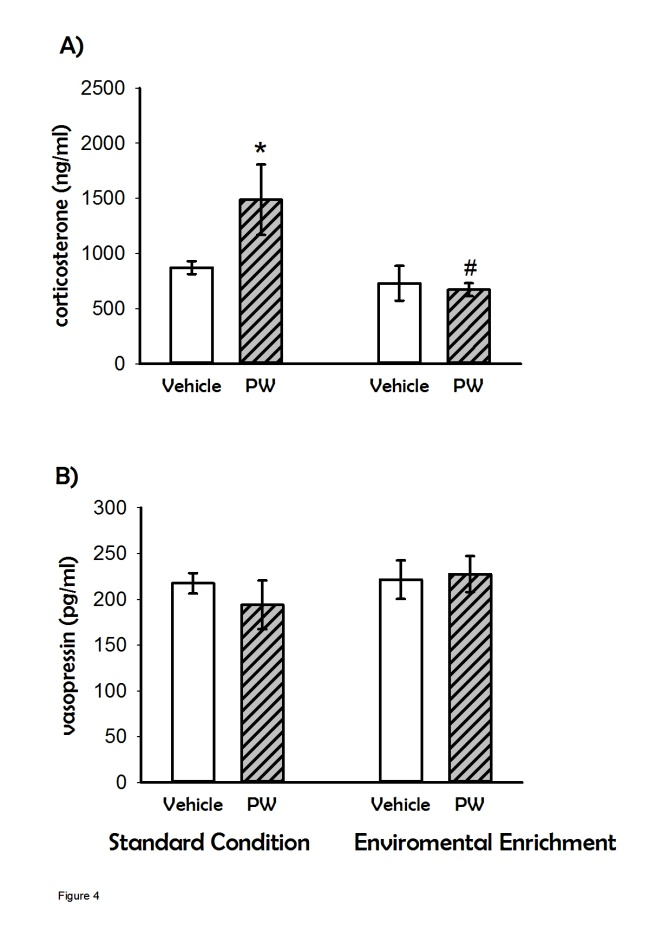 A)
corticosterone (ng/ml)
2500
2000
1500
1000
500
0
*
#
Vehicle PW Vehicle PW
B)
vasopressin (pg/ml)
300
250
200
150
100
50
0
Vehicle PW Vehicle PW
Standard Condition Enviromental Enrichment
Figure 4